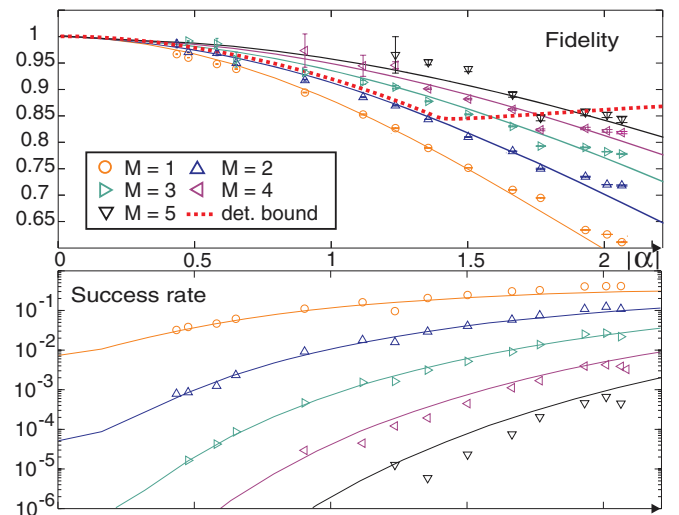 1
0.95
0.9
0.85
0.8
0.75
0.7
0.65
Fidelity
M = 1 M = 2
M = 3 M = 4
M = 5 det. bound
0 0.5 1 1.5 2 |α|
Success rate
10⁻¹
10⁻²
10⁻³
10⁻⁴
10⁻⁵
10⁻⁶